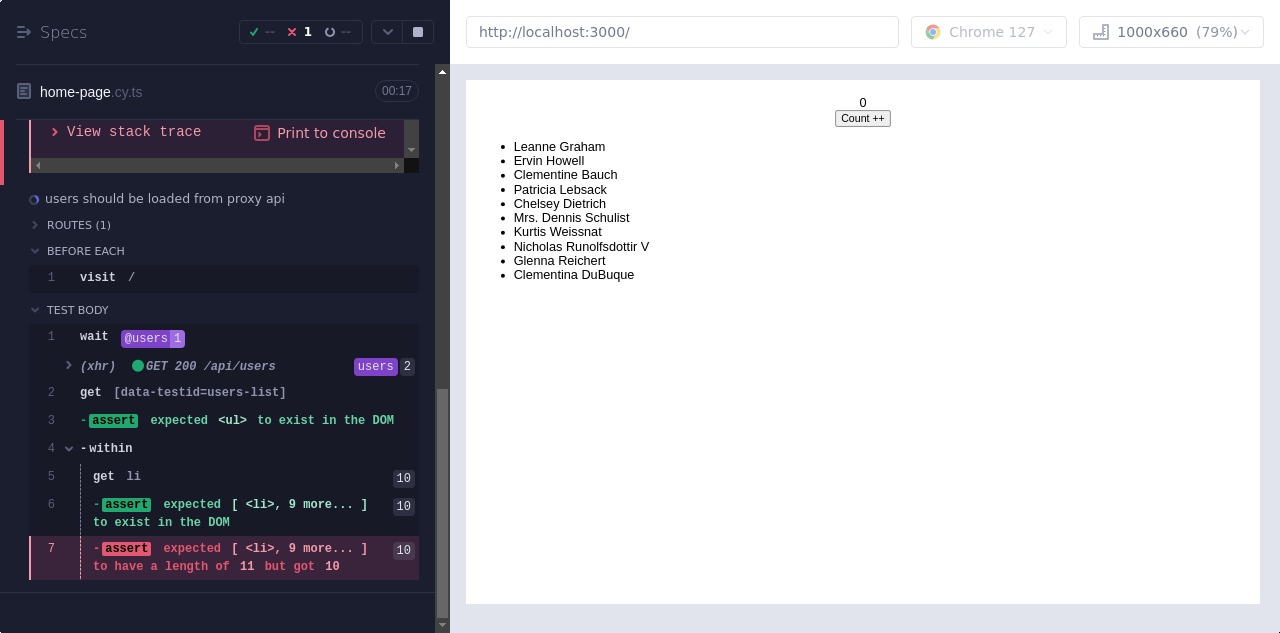 Specs
--
1
--
http://localhost:3000/
Chrome 127
1000x660 (79%)
home-page.cy.ts
00:17
View stack trace
Print to console
users should be loaded from proxy api
ROUTES (1)
BEFORE EACH
1 visit /
TEST BODY
1 wait @users 1
(xhr) GET 200 /api/users users 2
2 get [data-testid=users-list]
3 -assert expected <ul> to exist in the DOM
4 -within
5 get li 10
6 -assert expected [ <li>, 9 more... ] 10
to exist in the DOM
7 -assert expected [ <li>, 9 more... ] 10
to have a length of 11 but got 10
0
Count ++
Leanne Graham
Ervin Howell
Clementine Bauch
Patricia Lebsack
Chelsey Dietrich
Mrs. Dennis Schulist
Kurtis Weissnat
Nicholas Runolfsdottir V
Glenna Reichert
Clementina DuBuque